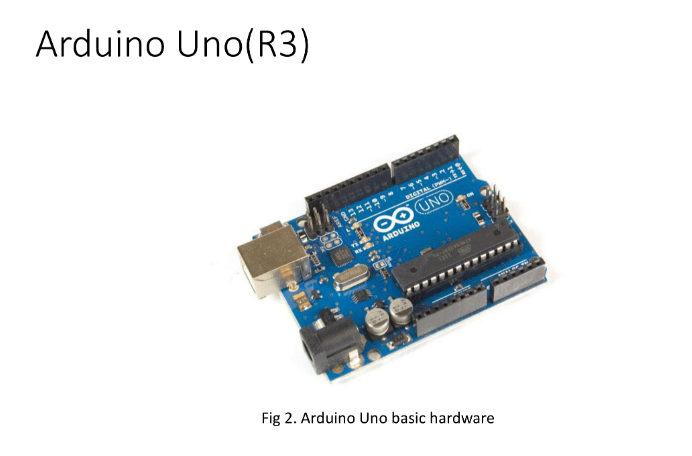 Arduino Uno(R3)
DIGITAL (PWM~)
UNO
ARDUINO
Fig 2. Arduino Uno basic hardware